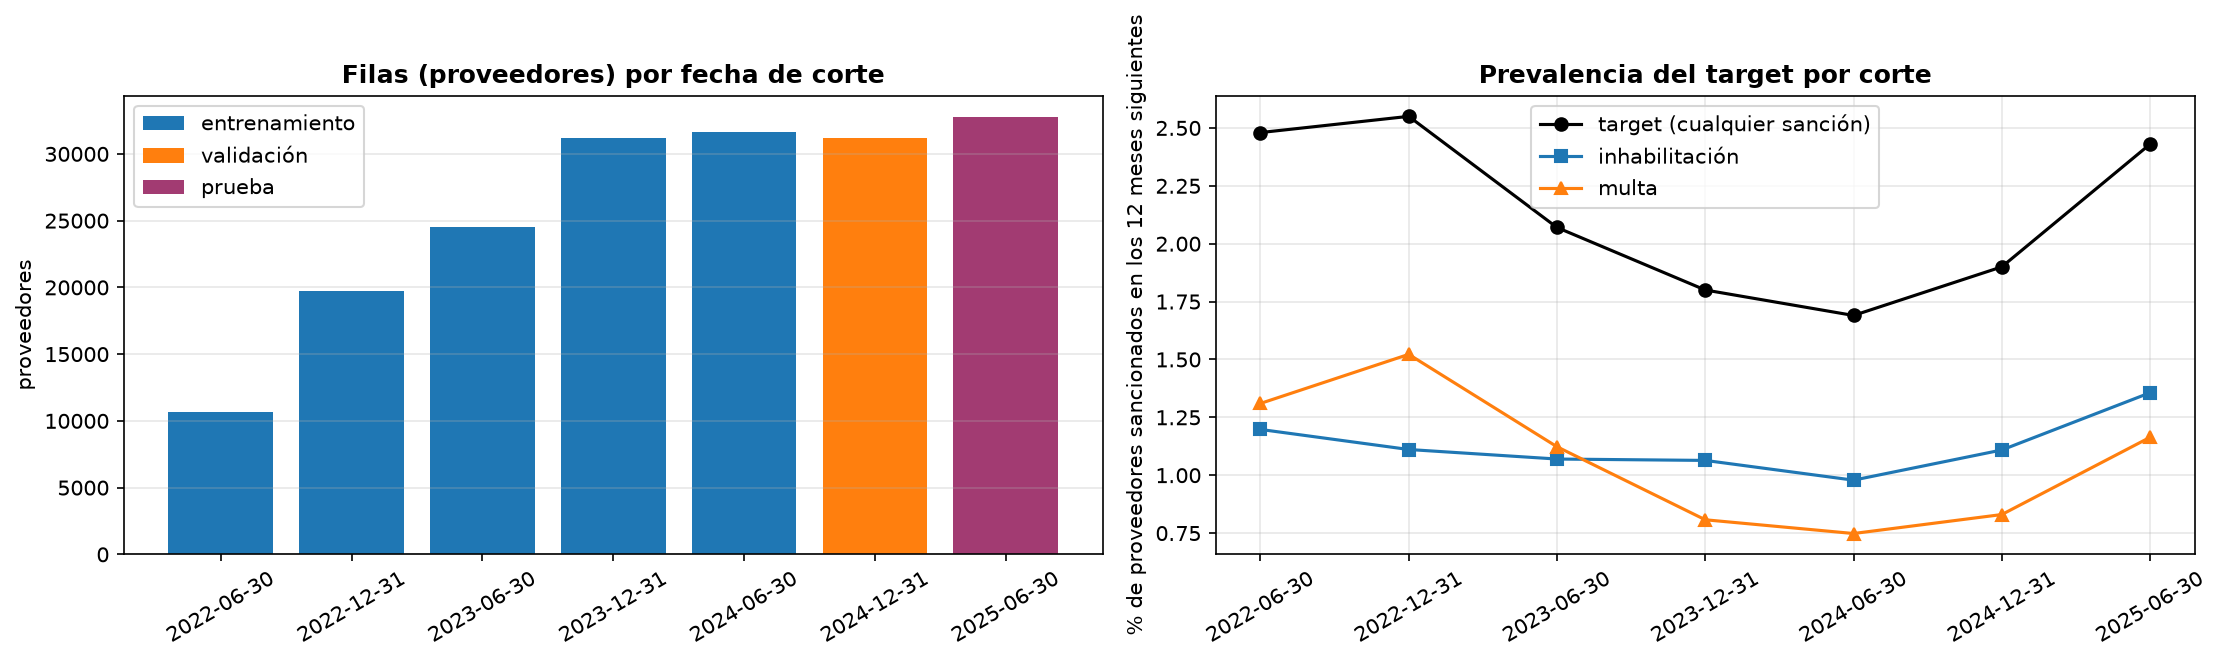 Filas (proveedores) por fecha de corte
entrenamiento
validación
prueba
proveedores
30000
25000
20000
15000
10000
5000
0
2022-06-30
2022-12-31
2023-06-30
2023-12-31
2024-06-30
2024-12-31
2025-06-30
Prevalencia del target por corte
target (cualquier sanción)
inhabilitación
multa
% de proveedores sancionados en los 12 meses siguientes
2.50
2.25
2.00
1.75
1.50
1.25
1.00
0.75
2022-06-30
2022-12-31
2023-06-30
2023-12-31
2024-06-30
2024-12-31
2025-06-30